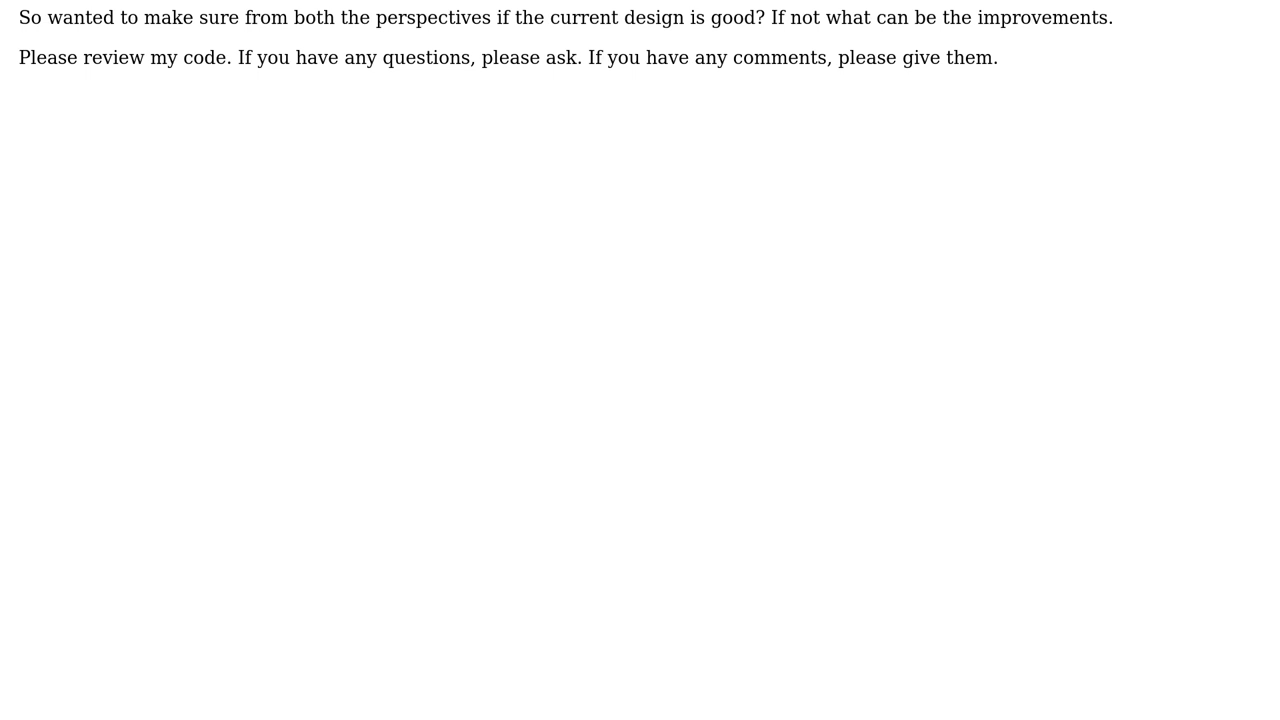 So wanted to make sure from both the perspectives if the current design is good? If not what can be the improvements.
Please review my code. If you have any questions, please ask. If you have any comments, please give them.